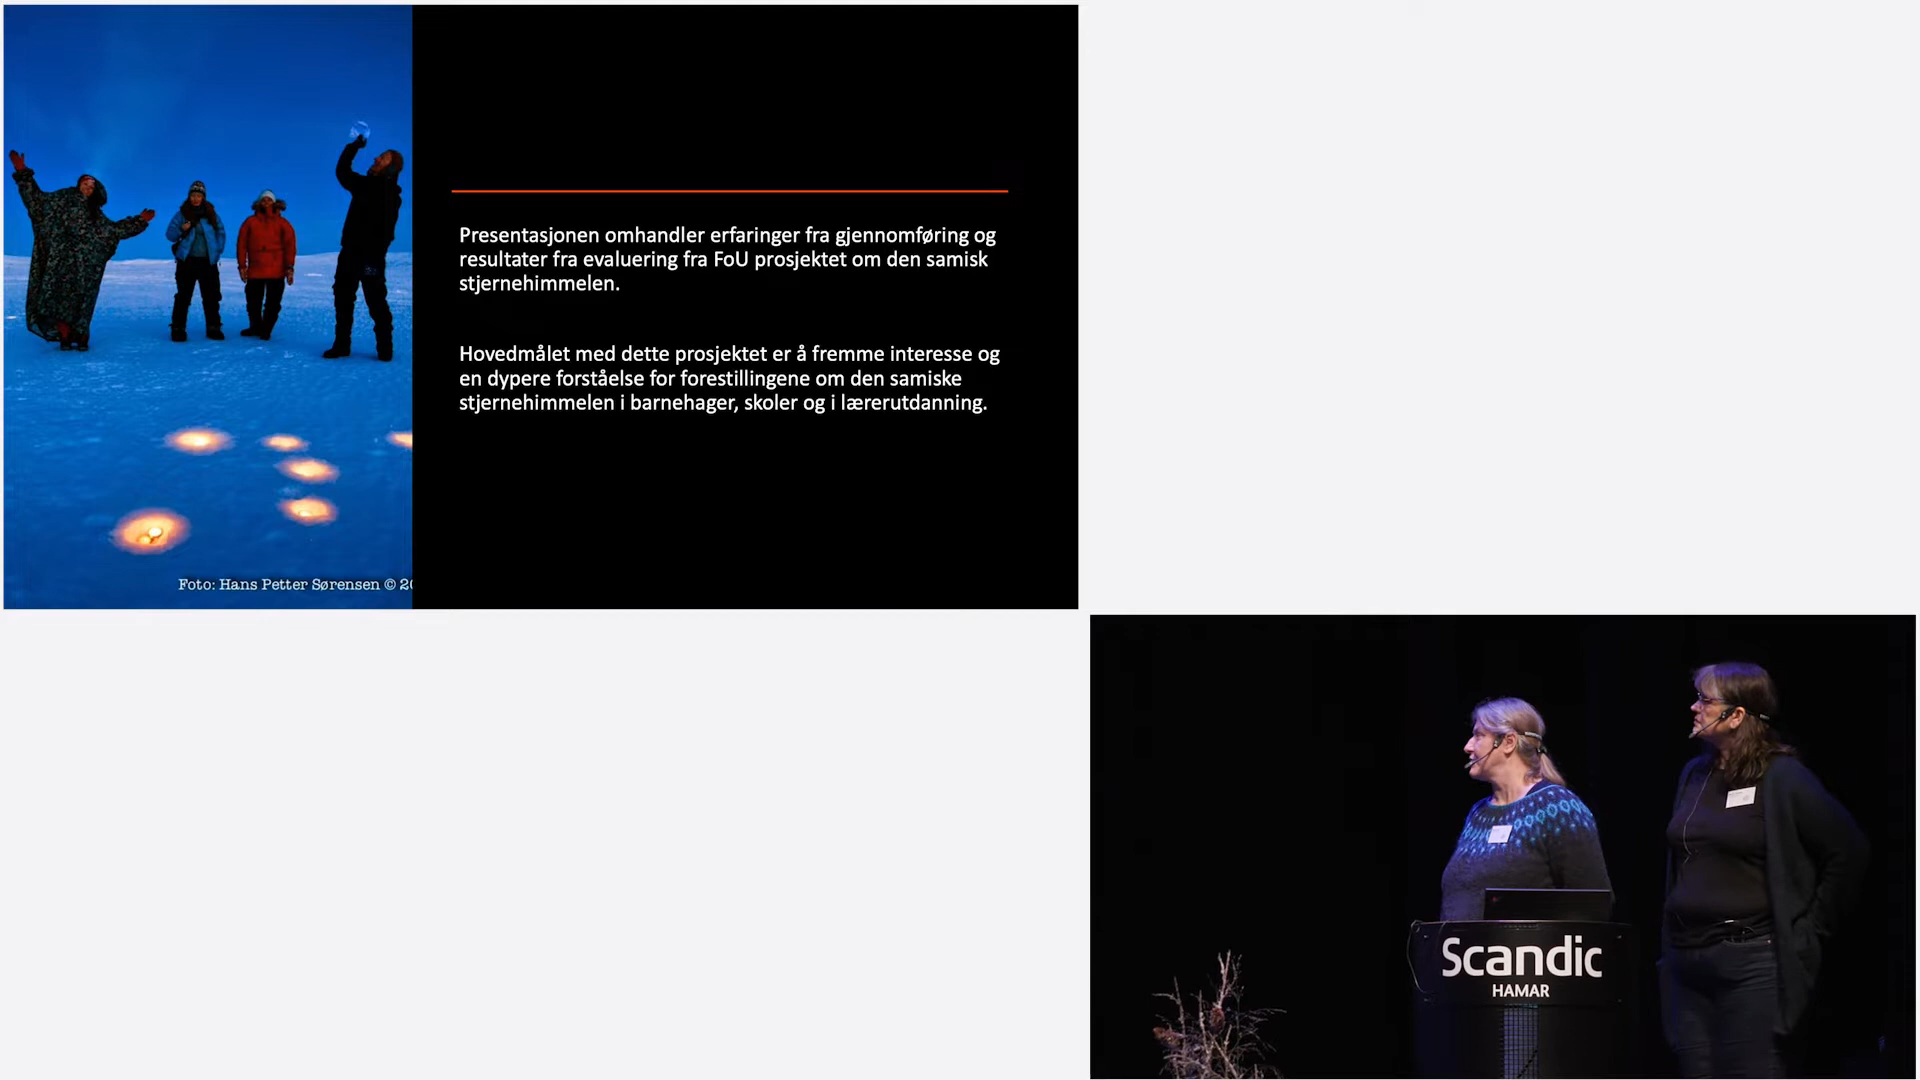 Presentasjonen omhandler erfaringer fra gjennomføring og
resultater fra evaluering fra FoU prosjektet om den samisk
stjernehimmelen.
Hovedmålet med dette prosjektet er å fremme interesse og
en dypere forståelse for forestillingene om den samiske
stjernehimmelen i barnehager, skoler og i lærerutdanning.
Foto: Hans Petter Sørensen © 20
Scandic
HAMAR